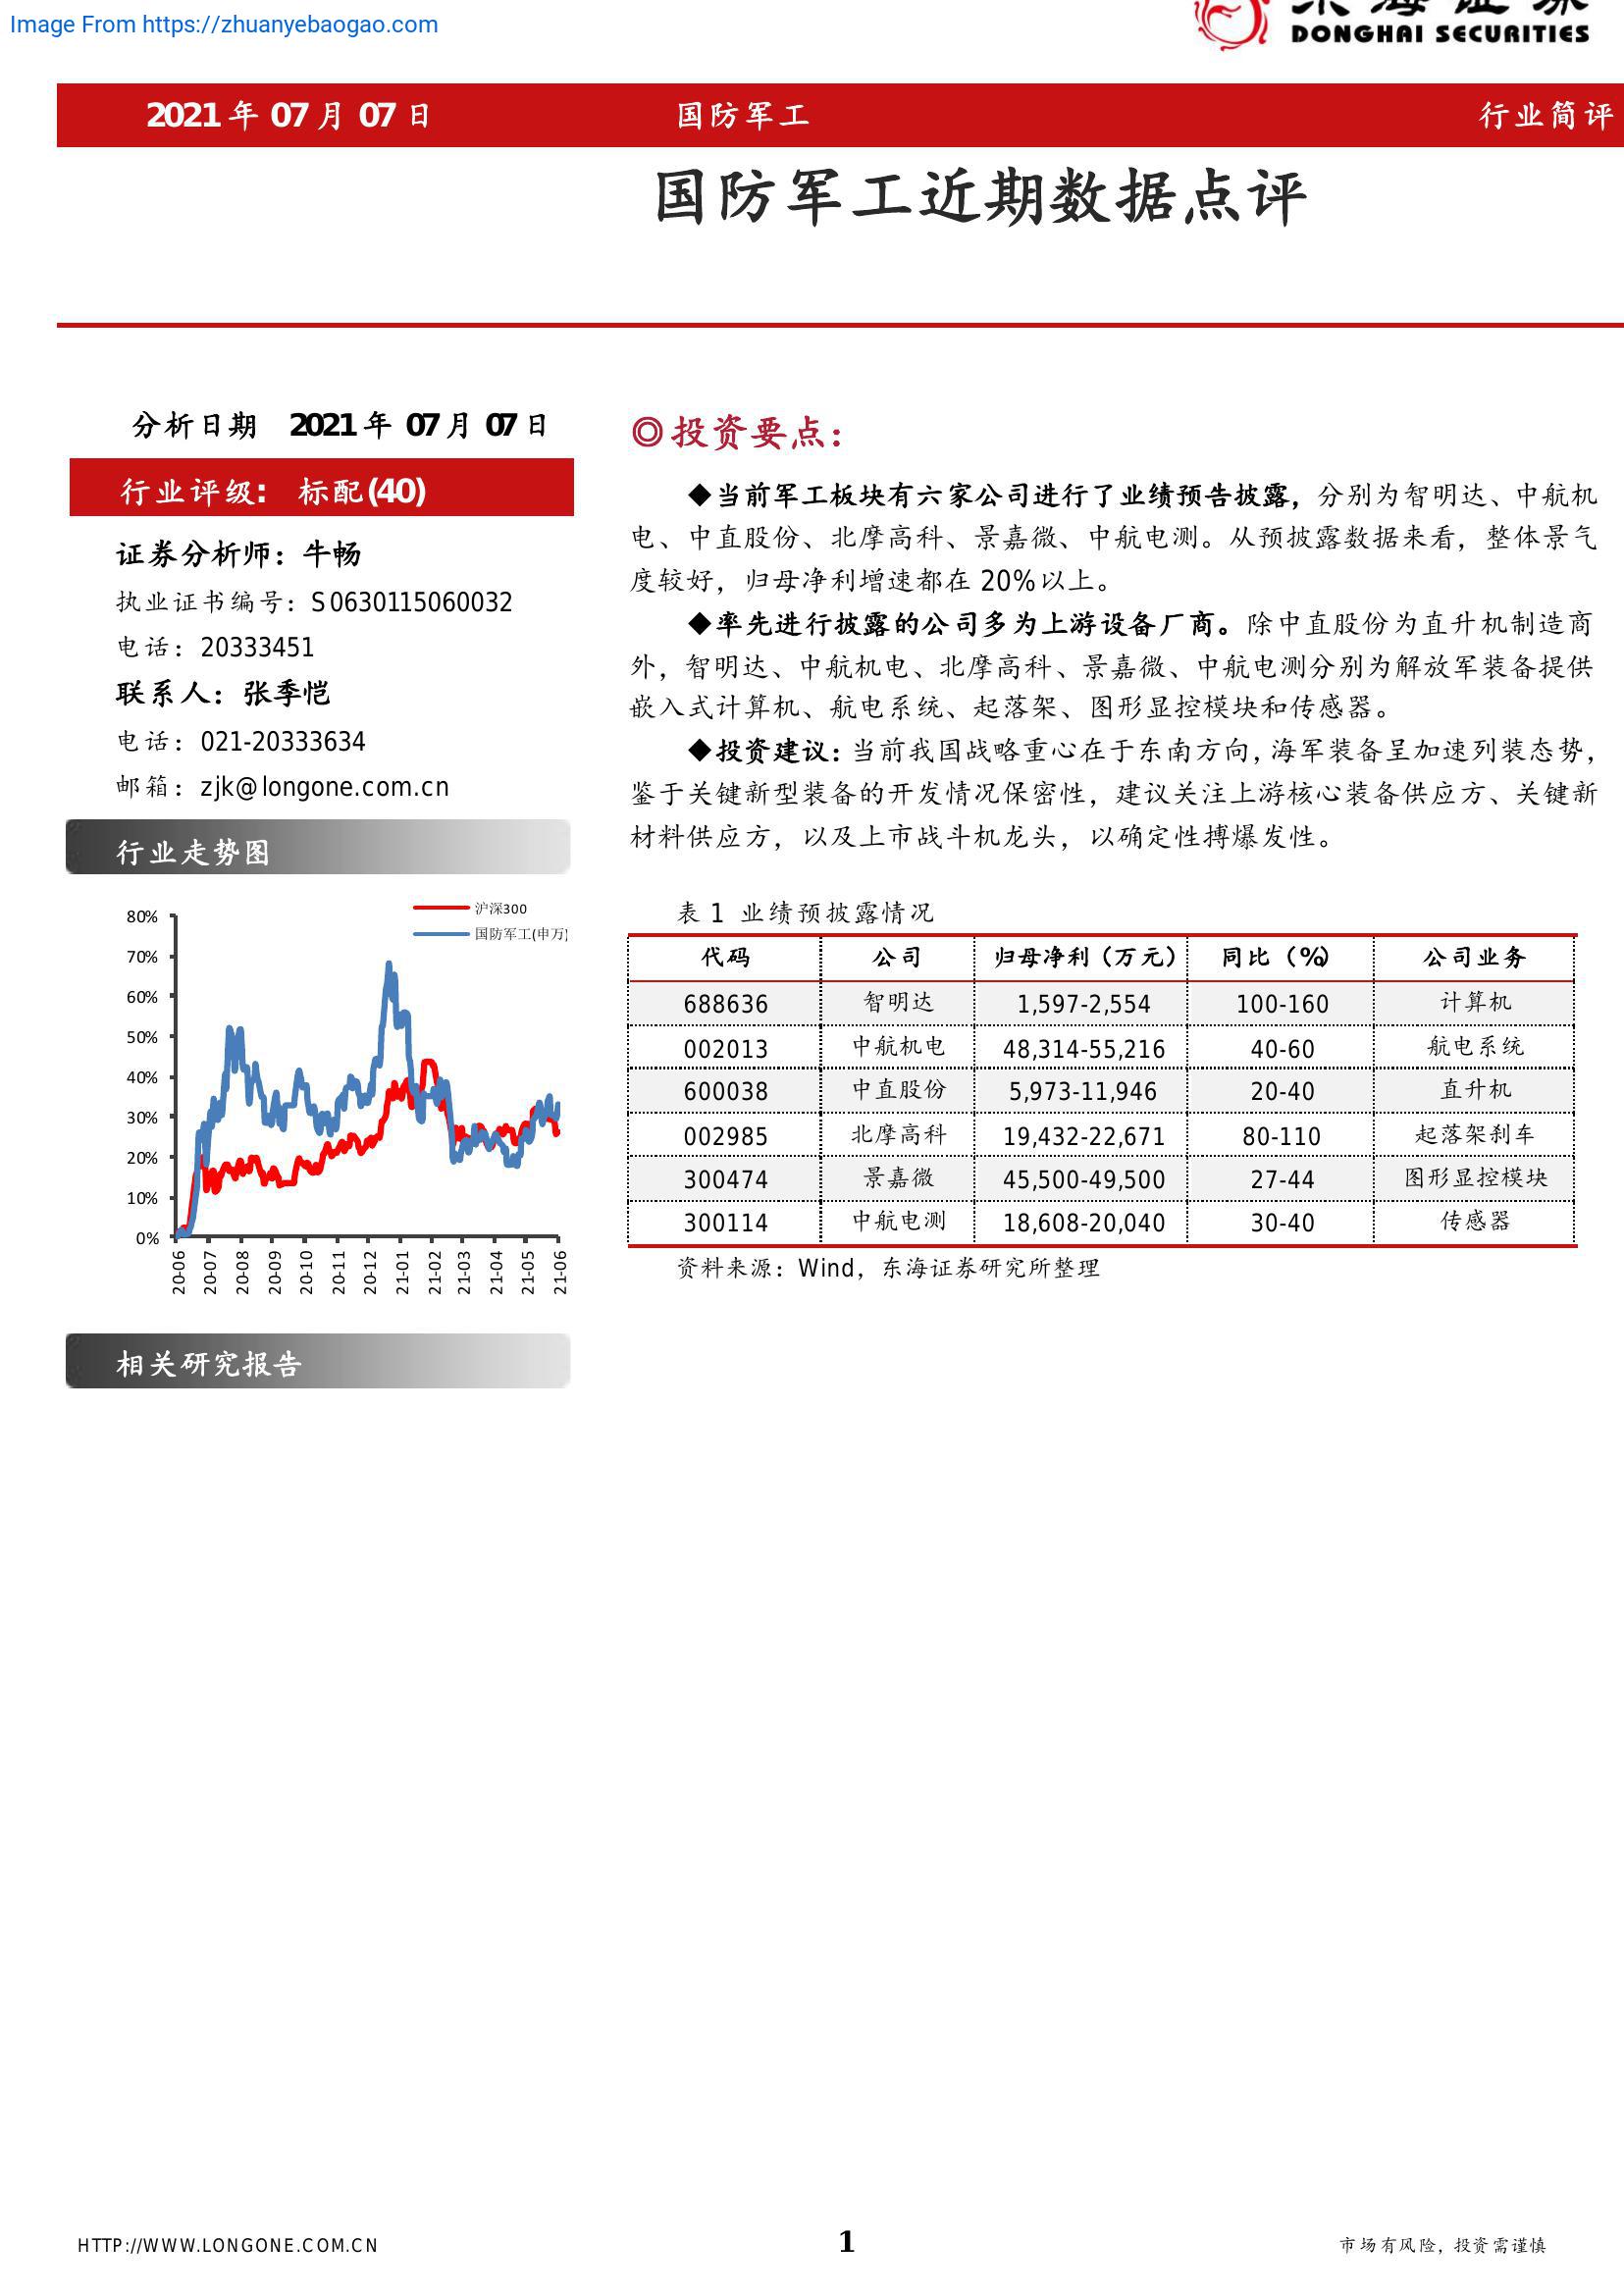 Image From https://zhuanyebaogao.com
DONGHAI SECURITIES
2021 年 07 月 07 日 国防军工 行业简评
国防军工近期数据点评
分析日期 2021 年 07 月 07 日
行业评级： 标配(40)
证券分析师：牛畅
执业证书编号：S0630115060032
电话：20333451
联系人：张季恺
电话：021-20333634
邮箱：zjk@longone.com.cn
行业走势图
沪深300
国防军工(申万)
80%
70%
60%
50%
40%
30%
20%
10%
0%
20-06 20-07 20-08 20-09 20-10 20-11 20-12 21-01 21-02 21-03 21-04 21-05 21-06
相关研究报告
◎投资要点：
◆当前军工板块有六家公司进行了业绩预告披露，分别为智明达、中航机
电、中直股份、北摩高科、景嘉微、中航电测。从预披露数据来看，整体景气
度较好，归母净利增速都在 20%以上。
◆率先进行披露的公司多为上游设备厂商。除中直股份为直升机制造商
外，智明达、中航机电、北摩高科、景嘉微、中航电测分别为解放军装备提供
嵌入式计算机、航电系统、起落架、图形显控模块和传感器。
◆投资建议：当前我国战略重心在于东南方向，海军装备呈加速列装态势，
鉴于关键新型装备的开发情况保密性，建议关注上游核心装备供应方、关键新
材料供应方，以及上市战斗机龙头，以确定性搏爆发性。
表 1 业绩预披露情况
代码 公司 归母净利（万元） 同比（%） 公司业务
688636 智明达 1,597-2,554 100-160 计算机
002013 中航机电 48,314-55,216 40-60 航电系统
600038 中直股份 5,973-11,946 20-40 直升机
002985 北摩高科 19,432-22,671 80-110 起落架刹车
300474 景嘉微 45,500-49,500 27-44 图形显控模块
300114 中航电测 18,608-20,040 30-40 传感器
资料来源：Wind，东海证券研究所整理
HTTP://WWW.LONGONE.COM.CN 1 市场有风险，投资需谨慎